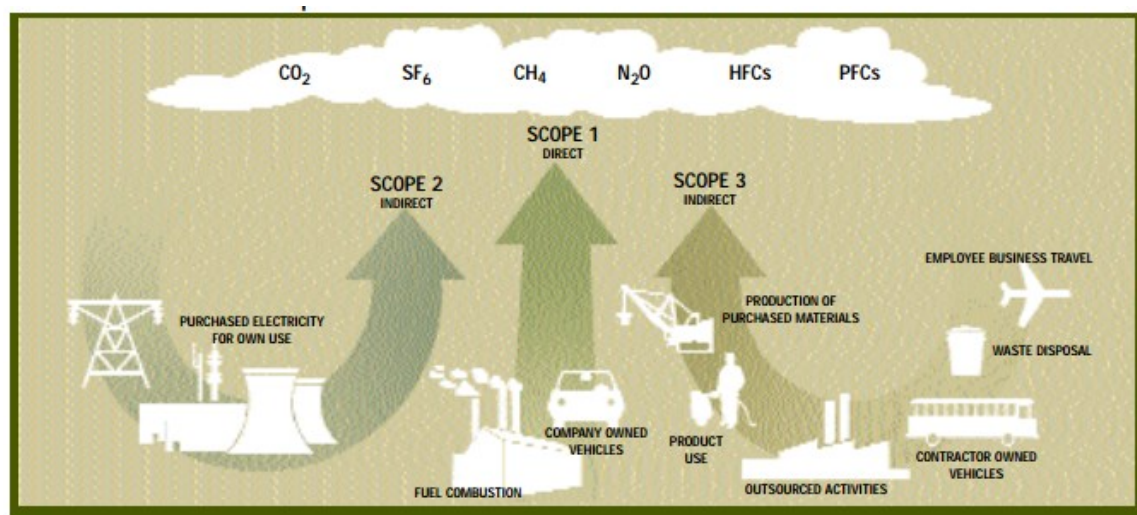 CO₂ SF₆ CH₄ N₂O HFCs PFCs
SCOPE 1
DIRECT
SCOPE 2
INDIRECT
SCOPE 3
INDIRECT
EMPLOYEE BUSINESS TRAVEL
PURCHASED ELECTRICITY
FOR OWN USE
PRODUCTION OF
PURCHASED MATERIALS
WASTE DISPOSAL
COMPANY OWNED
VEHICLES
PRODUCT
USE
CONTRACTOR OWNED
VEHICLES
FUEL COMBUSTION
OUTSOURCED ACTIVITIES